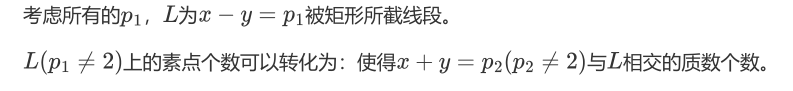 考虑所有的p₁，L为x − y = p₁被矩形所截线段。
L(p₁ ≠ 2)上的素点个数可以转化为：使得x + y = p₂(p₂ ≠ 2)与L相交的质数个数。